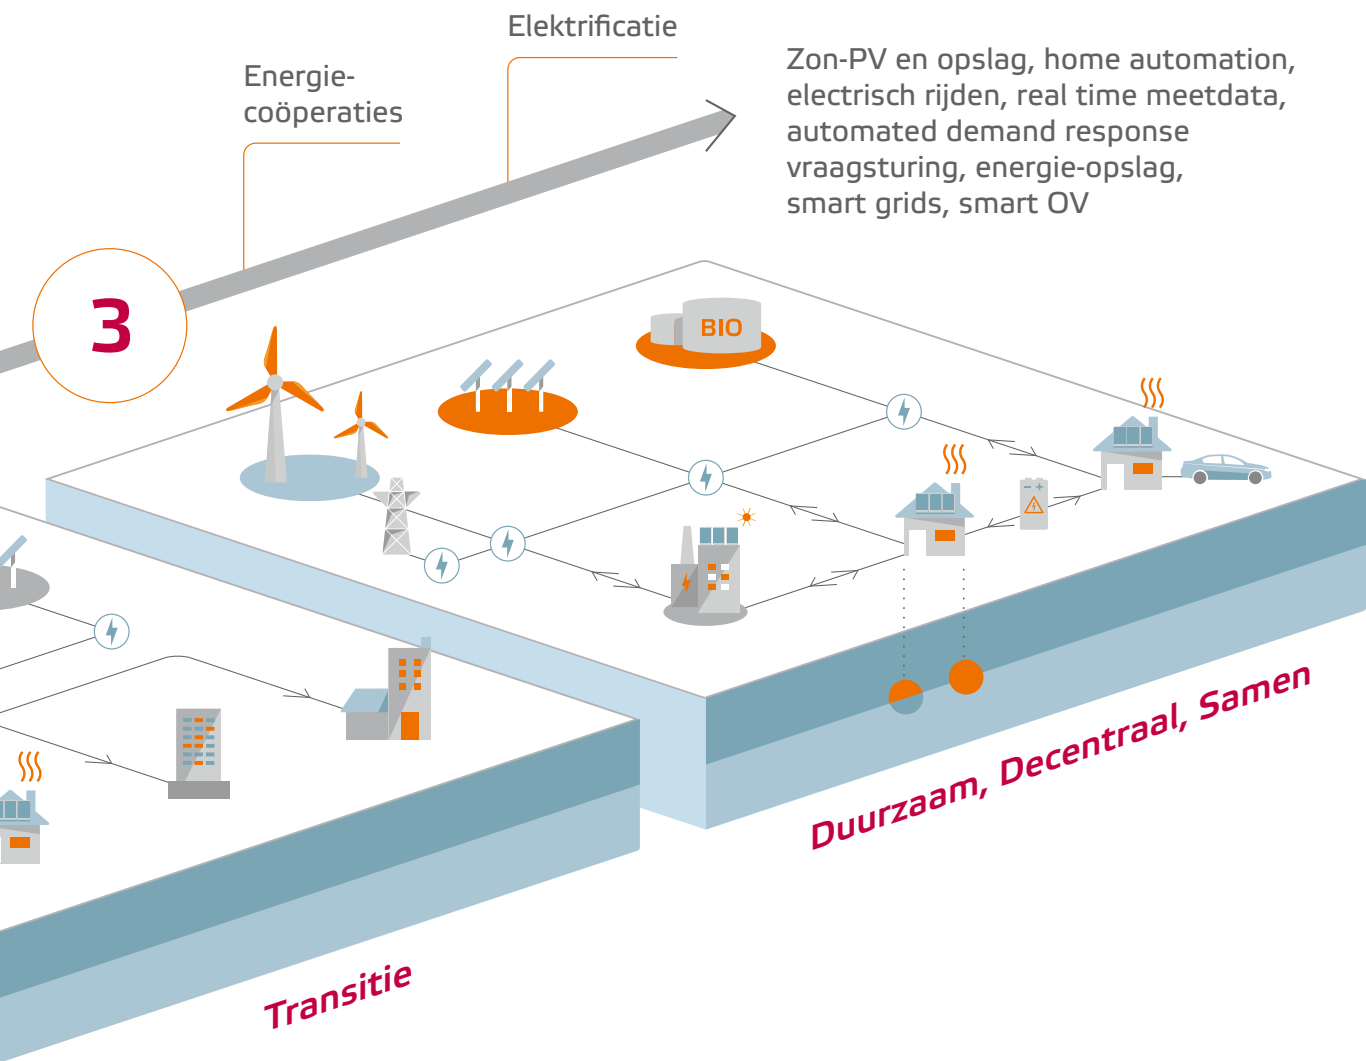 Elektrificatie
Energie-
coöperaties
Zon-PV en opslag, home automation,
electrisch rijden, real time meetdata,
automated demand response
vraagsturing, energie-opslag,
smart grids, smart OV
3
BIO
- +
Duurzaam, Decentraal, Samen
Transitie